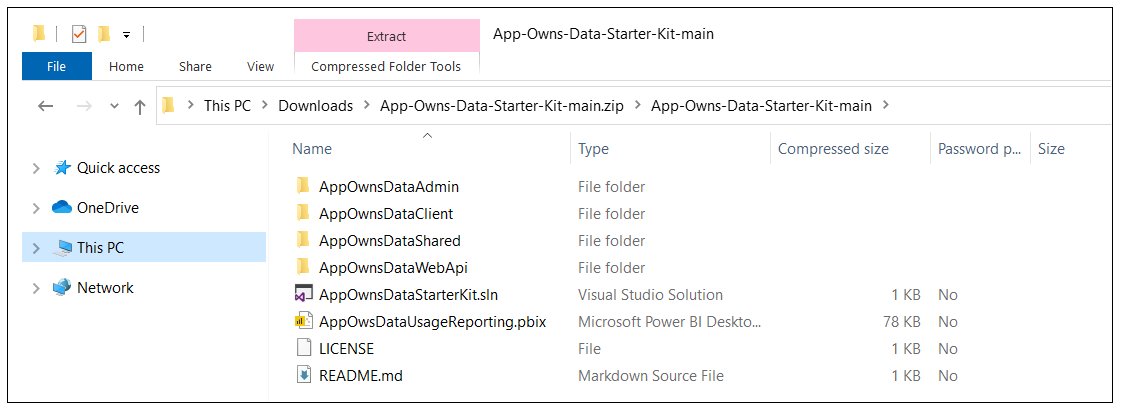 Extract App-Owns-Data-Starter-Kit-main
File Home Share View Compressed Folder Tools
This PC Downloads App-Owns-Data-Starter-Kit-main.zip App-Owns-Data-Starter-Kit-main
Name Type Compressed size Password p... Size
Quick access
OneDrive
This PC
Network
AppOwnsDataAdmin File folder
AppOwnsDataClient File folder
AppOwnsDataShared File folder
AppOwnsDataWebApi File folder
AppOwnsDataStarterKit.sln Visual Studio Solution 1 KB No
AppOwsDataUsageReporting.pbix Microsoft Power BI Deskto... 78 KB No
LICENSE File 1 KB No
README.md Markdown Source File 1 KB No